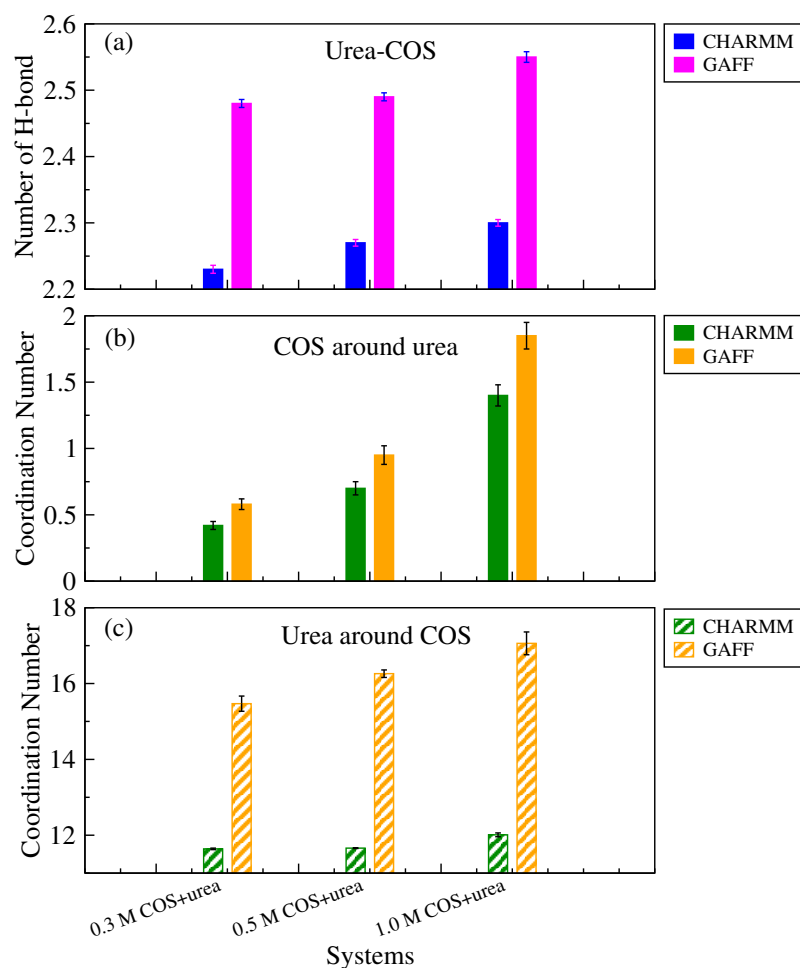 (a)
Urea-COS
Number of H-bond
2.6
2.5
2.4
2.3
2.2
CHARMM
GAFF
(b)
COS around urea
Coordination Number
2
1.5
1
0.5
0
CHARMM
GAFF
(c)
Urea around COS
Coordination Number
18
16
14
12
CHARMM
GAFF
0.3 M COS+urea
0.5 M COS+urea
1.0 M COS+urea
Systems